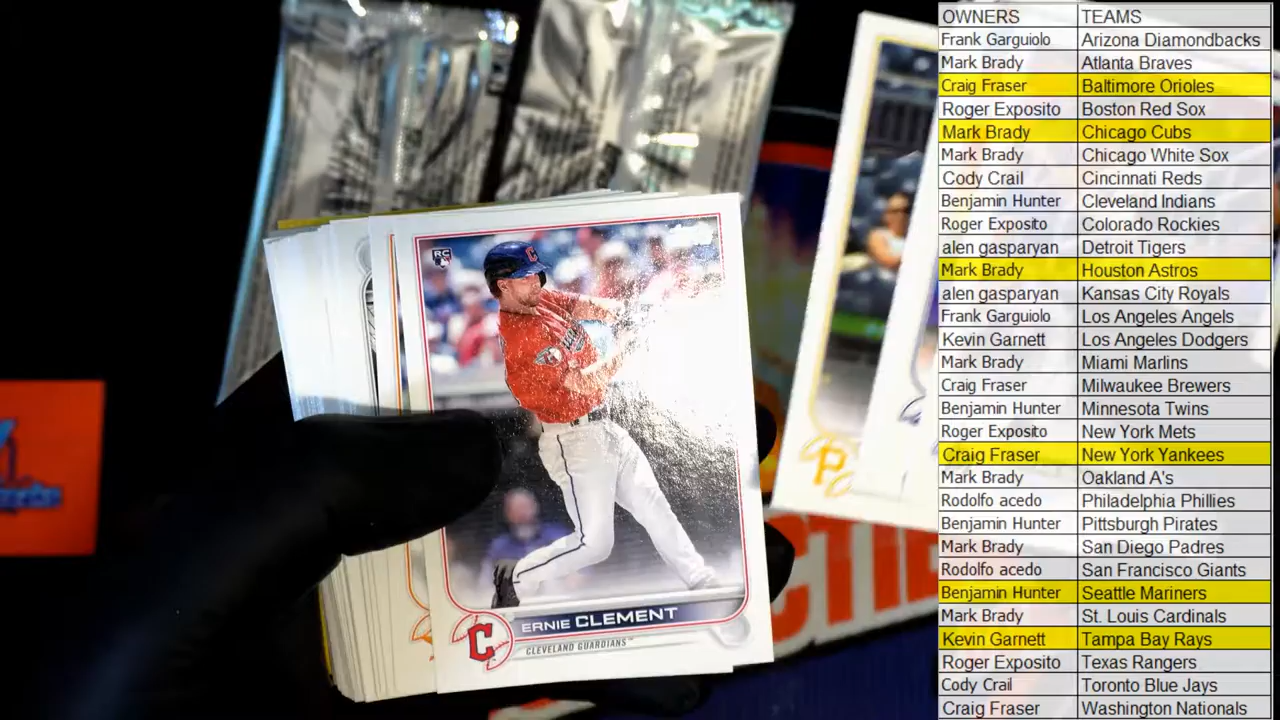 RC
C
ERNIE CLEMENT
CLEVELAND GUARDIANS™
OWNERS TEAMS
Frank Garguiolo Arizona Diamondbacks
Mark Brady Atlanta Braves
Craig Fraser Baltimore Orioles
Roger Exposito Boston Red Sox
Mark Brady Chicago Cubs
Mark Brady Chicago White Sox
Cody Crail Cincinnati Reds
Benjamin Hunter Cleveland Indians
Roger Exposito Colorado Rockies
alen gasparyan Detroit Tigers
Mark Brady Houston Astros
alen gasparyan Kansas City Royals
Frank Garguiolo Los Angeles Angels
Kevin Garnett Los Angeles Dodgers
Mark Brady Miami Marlins
Craig Fraser Milwaukee Brewers
Benjamin Hunter Minnesota Twins
Roger Exposito New York Mets
Craig Fraser New York Yankees
Mark Brady Oakland A's
Rodolfo acedo Philadelphia Phillies
Benjamin Hunter Pittsburgh Pirates
Mark Brady San Diego Padres
Rodolfo acedo San Francisco Giants
Benjamin Hunter Seattle Mariners
Mark Brady St. Louis Cardinals
Kevin Garnett Tampa Bay Rays
Roger Exposito Texas Rangers
Cody Crail Toronto Blue Jays
Craig Fraser Washington Nationals